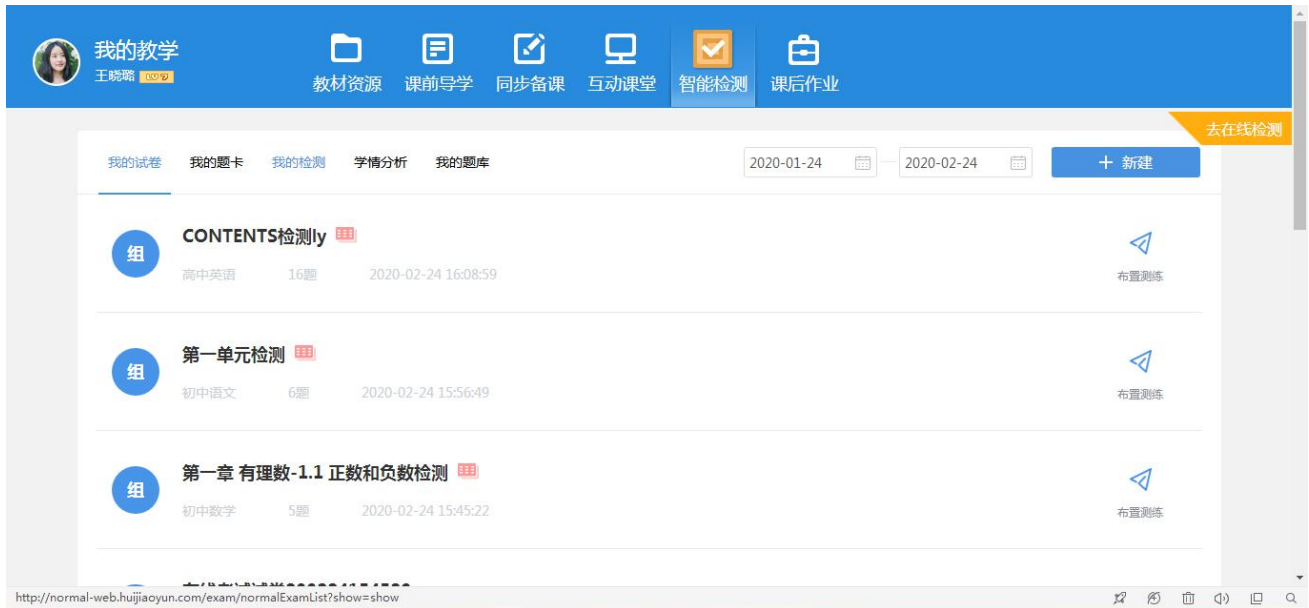 我的教学
王晓璐
教材资源 课前导学 同步备课 互动课堂 智能检测 课后作业
去在线检测
我的试卷 我的题卡 我的检测 学情分析 我的题库 2020-01-24 2020-02-24 + 新建
组 CONTENTS检测ly
高中英语 16题 2020-02-24 16:08:59 布置测练
组 第一单元检测
初中语文 6题 2020-02-24 15:56:49 布置测练
组 第一章 有理数-1.1 正数和负数检测
初中数学 5题 2020-02-24 15:45:22 布置测练
http://normal-web.huijiaoyun.com/exam/normalExamList?show=show